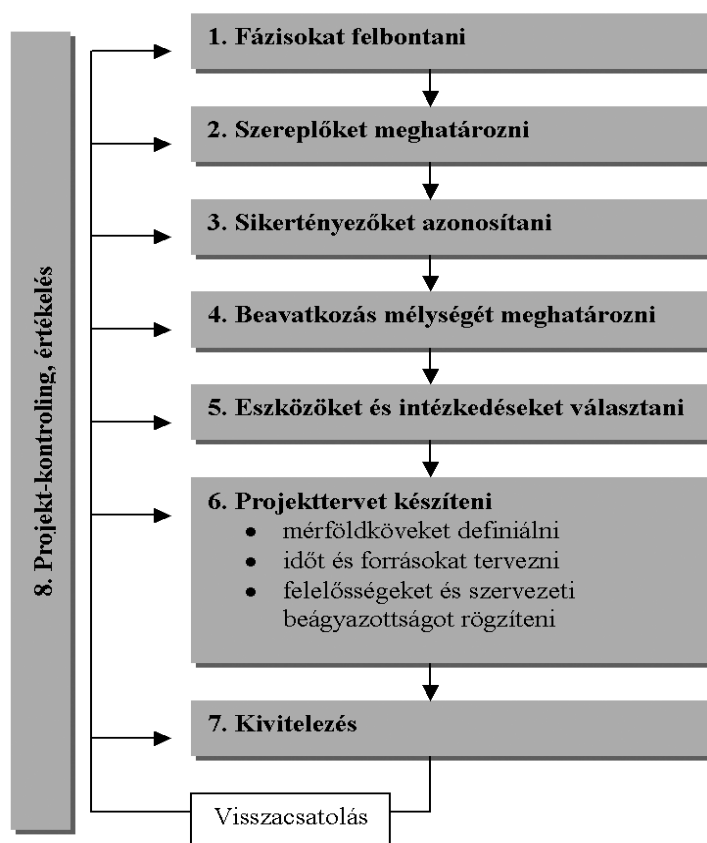 1. Fázisokat felbontani
2. Szereplőket meghatározni
3. Sikertényezőket azonosítani
4. Beavatkozás mélységét meghatározni
5. Eszközöket és intézkedéseket választani
6. Projekttervet készíteni
● mérföldköveket definiálni
● időt és forrásokat tervezni
● felelősségeket és szervezeti
beágyazottságot rögzíteni
7. Kivitelezés
Visszacsatolás
8. Projekt-kontroling, értékelés